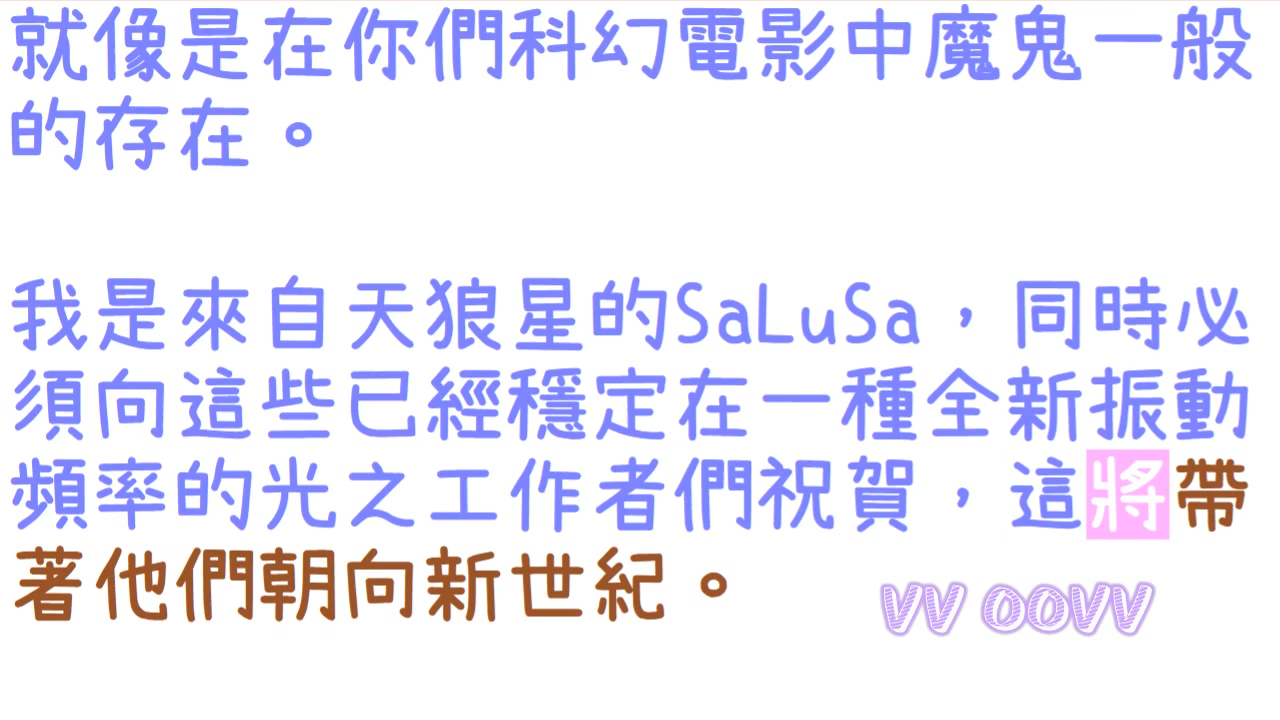 就像是在你們科幻電影中魔鬼一般
的存在。
我是來自天狼星的SaLuSa，同時必
須向這些已經穩定在一種全新振動
頻率的光之工作者們祝賀，這將帶
著他們朝向新世紀。
VV OOVV